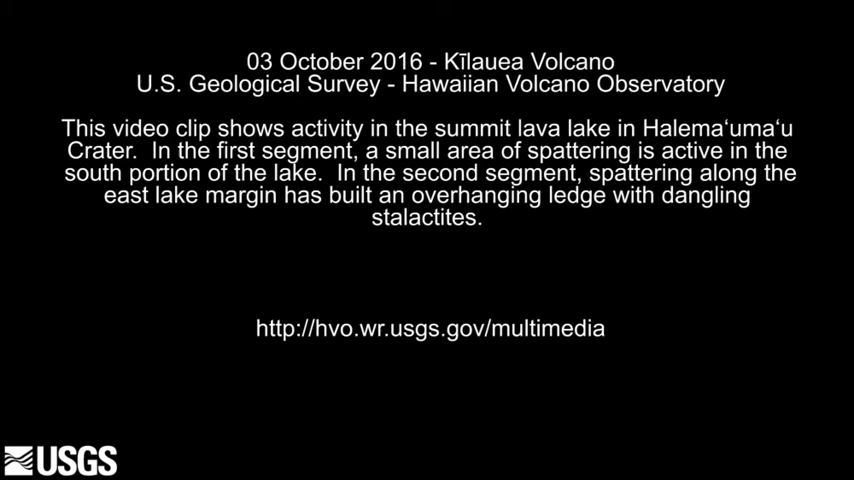 03 October 2016 - Kīlauea Volcano
U.S. Geological Survey - Hawaiian Volcano Observatory
This video clip shows activity in the summit lava lake in Halema‘uma‘u
Crater.  In the first segment, a small area of spattering is active in the
south portion of the lake.  In the second segment, spattering along the
east lake margin has built an overhanging ledge with dangling
stalactites.
http://hvo.wr.usgs.gov/multimedia
USGS